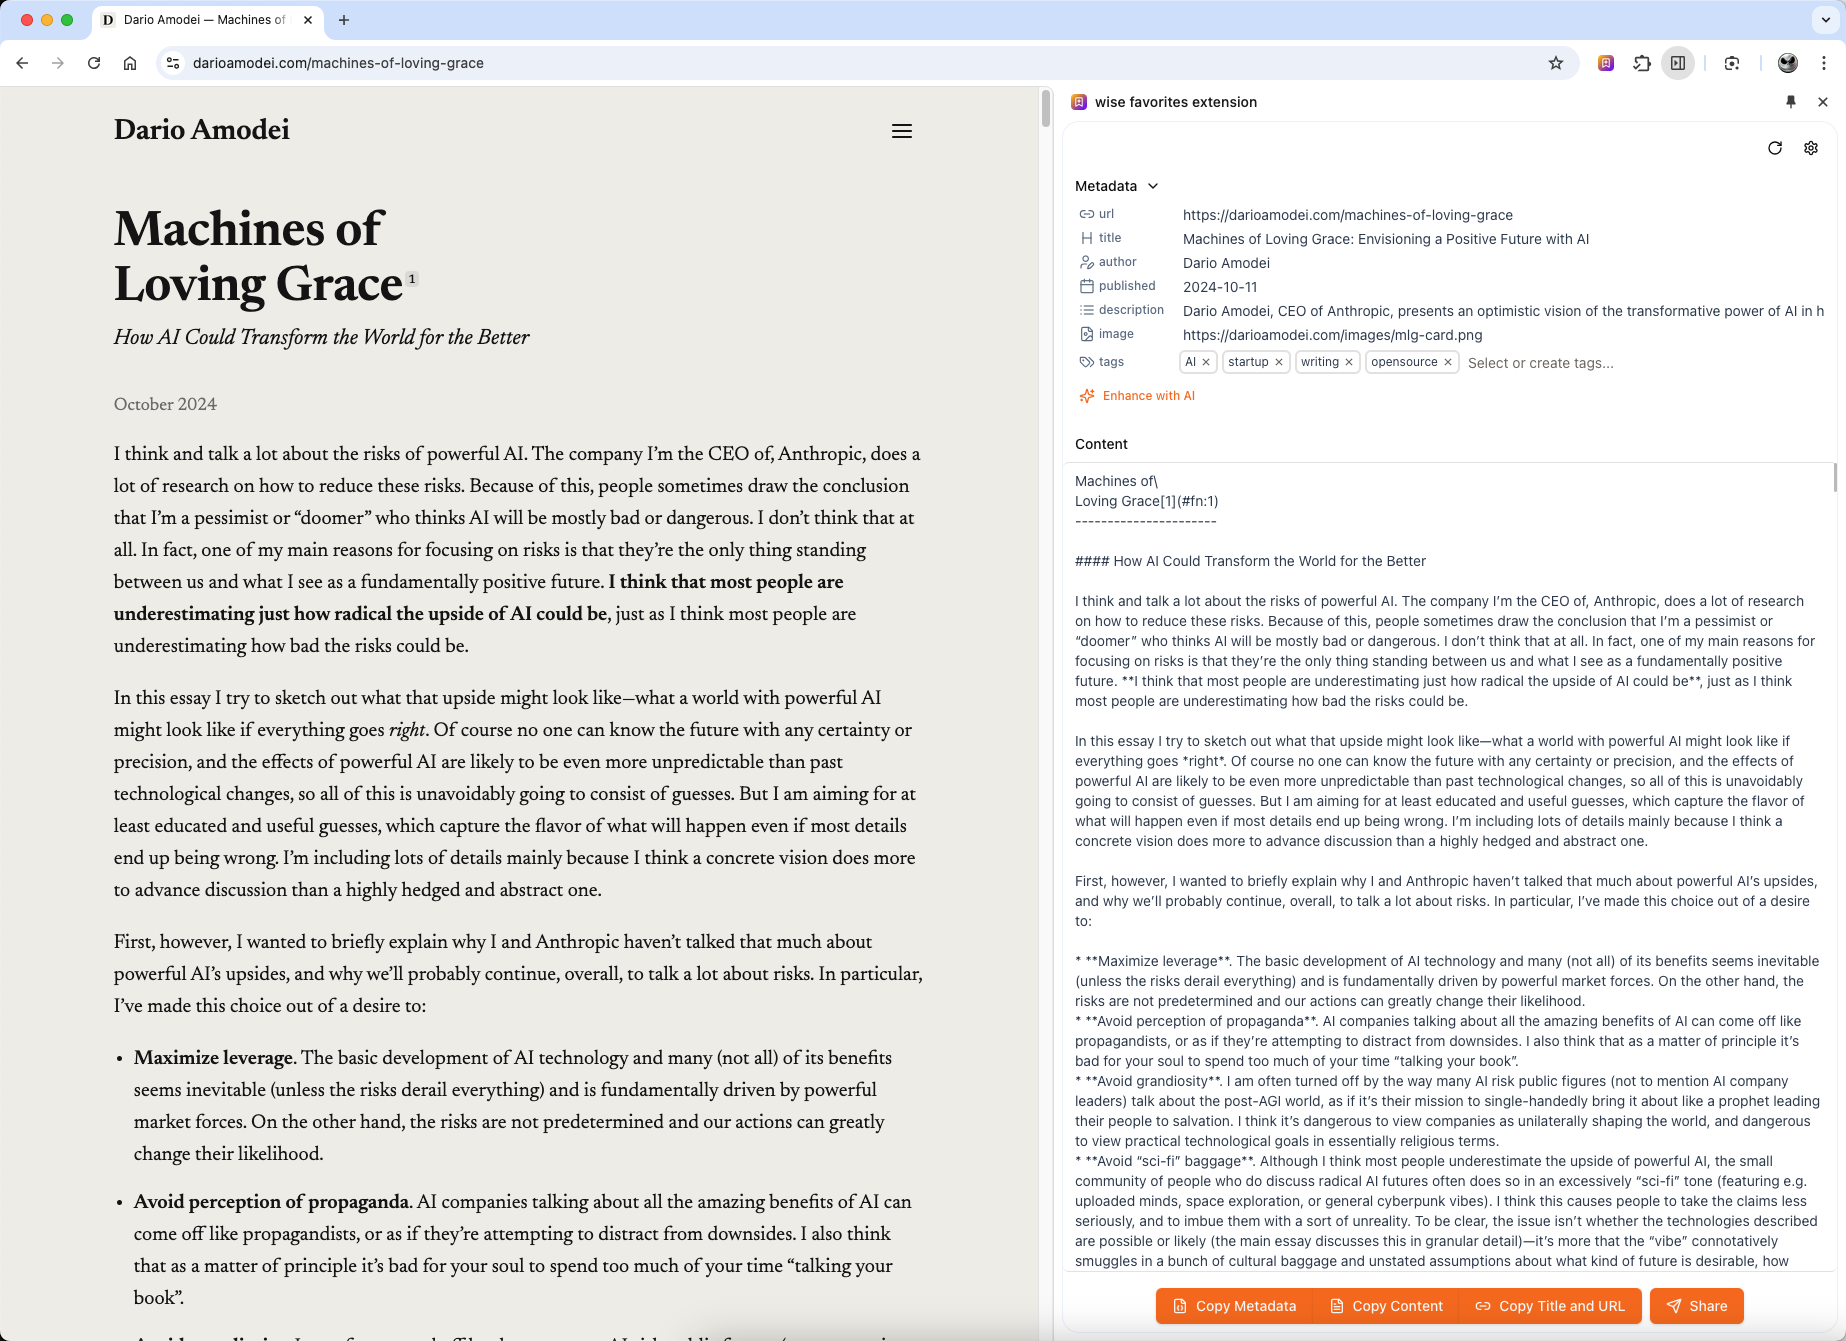 D Dario Amodei — Machines of
darioamodei.com/machines-of-loving-grace
Dario Amodei
Machines of
Loving Grace 1
How AI Could Transform the World for the Better
October 2024
I think and talk a lot about the risks of powerful AI. The company I’m the CEO of, Anthropic, does a
lot of research on how to reduce these risks. Because of this, people sometimes draw the conclusion
that I’m a pessimist or “doomer” who thinks AI will be mostly bad or dangerous. I don’t think that at
all. In fact, one of my main reasons for focusing on risks is that they’re the only thing standing
between us and what I see as a fundamentally positive future. I think that most people are
underestimating just how radical the upside of AI could be, just as I think most people are
underestimating how bad the risks could be.
In this essay I try to sketch out what that upside might look like—what a world with powerful AI
might look like if everything goes right. Of course no one can know the future with any certainty or
precision, and the effects of powerful AI are likely to be even more unpredictable than past
technological changes, so all of this is unavoidably going to consist of guesses. But I am aiming for at
least educated and useful guesses, which capture the flavor of what will happen even if most details
end up being wrong. I’m including lots of details mainly because I think a concrete vision does more
to advance discussion than a highly hedged and abstract one.
First, however, I wanted to briefly explain why I and Anthropic haven’t talked that much about
powerful AI’s upsides, and why we’ll probably continue, overall, to talk a lot about risks. In particular,
I’ve made this choice out of a desire to:
• Maximize leverage. The basic development of AI technology and many (not all) of its benefits
seems inevitable (unless the risks derail everything) and is fundamentally driven by powerful
market forces. On the other hand, the risks are not predetermined and our actions can greatly
change their likelihood.
• Avoid perception of propaganda. AI companies talking about all the amazing benefits of AI can
come off like propagandists, or as if they’re attempting to distract from downsides. I also think
that as a matter of principle it’s bad for your soul to spend too much of your time “talking your
book”.
wise favorites extension
Metadata
url https://darioamodei.com/machines-of-loving-grace
title Machines of Loving Grace: Envisioning a Positive Future with AI
author Dario Amodei
published 2024-10-11
description Dario Amodei, CEO of Anthropic, presents an optimistic vision of the transformative power of AI in h
image https://darioamodei.com/images/mlg-card.png
tags AI × startup × writing × opensource × Select or create tags...
Enhance with AI
Content
Machines of\
Loving Grace[1](#fn:1)
----------------------
#### How AI Could Transform the World for the Better
I think and talk a lot about the risks of powerful AI. The company I’m the CEO of, Anthropic, does a lot of research
on how to reduce these risks. Because of this, people sometimes draw the conclusion that I’m a pessimist or
“doomer” who thinks AI will be mostly bad or dangerous. I don’t think that at all. In fact, one of my main reasons for
focusing on risks is that they’re the only thing standing between us and what I see as a fundamentally positive
future. **I think that most people are underestimating just how radical the upside of AI could be**, just as I think
most people are underestimating how bad the risks could be.
In this essay I try to sketch out what that upside might look like—what a world with powerful AI might look like if
everything goes *right*. Of course no one can know the future with any certainty or precision, and the effects of
powerful AI are likely to be even more unpredictable than past technological changes, so all of this is unavoidably
going to consist of guesses. But I am aiming for at least educated and useful guesses, which capture the flavor of
what will happen even if most details end up being wrong. I’m including lots of details mainly because I think a
concrete vision does more to advance discussion than a highly hedged and abstract one.
First, however, I wanted to briefly explain why I and Anthropic haven’t talked that much about powerful AI’s upsides,
and why we’ll probably continue, overall, to talk a lot about risks. In particular, I’ve made this choice out of a desire
to:
* **Maximize leverage**. The basic development of AI technology and many (not all) of its benefits seems inevitable
(unless the risks derail everything) and is fundamentally driven by powerful market forces. On the other hand, the
risks are not predetermined and our actions can greatly change their likelihood.
* **Avoid perception of propaganda**. AI companies talking about all the amazing benefits of AI can come off like
propagandists, or as if they’re attempting to distract from downsides. I also think that as a matter of principle it’s
bad for your soul to spend too much of your time “talking your book”.
* **Avoid grandiosity**. I am often turned off by the way many AI risk public figures (not to mention AI company
leaders) talk about the post-AGI world, as if it’s their mission to single-handedly bring it about like a prophet leading
their people to salvation. I think it’s dangerous to view companies as unilaterally shaping the world, and dangerous
to view practical technological goals in essentially religious terms.
* **Avoid “sci-fi” baggage**. Although I think most people underestimate the upside of powerful AI, the small
community of people who do discuss radical AI futures often does so in an excessively “sci-fi” tone (featuring e.g.
uploaded minds, space exploration, or general cyberpunk vibes). I think this causes people to take the claims less
seriously, and to imbue them with a sort of unreality. To be clear, the issue isn’t whether the technologies described
are possible or likely (the main essay discusses this in granular detail)—it’s more that the “vibe” connotatively
smuggles in a bunch of cultural baggage and unstated assumptions about what kind of future is desirable, how
Copy Metadata Copy Content Copy Title and URL Share